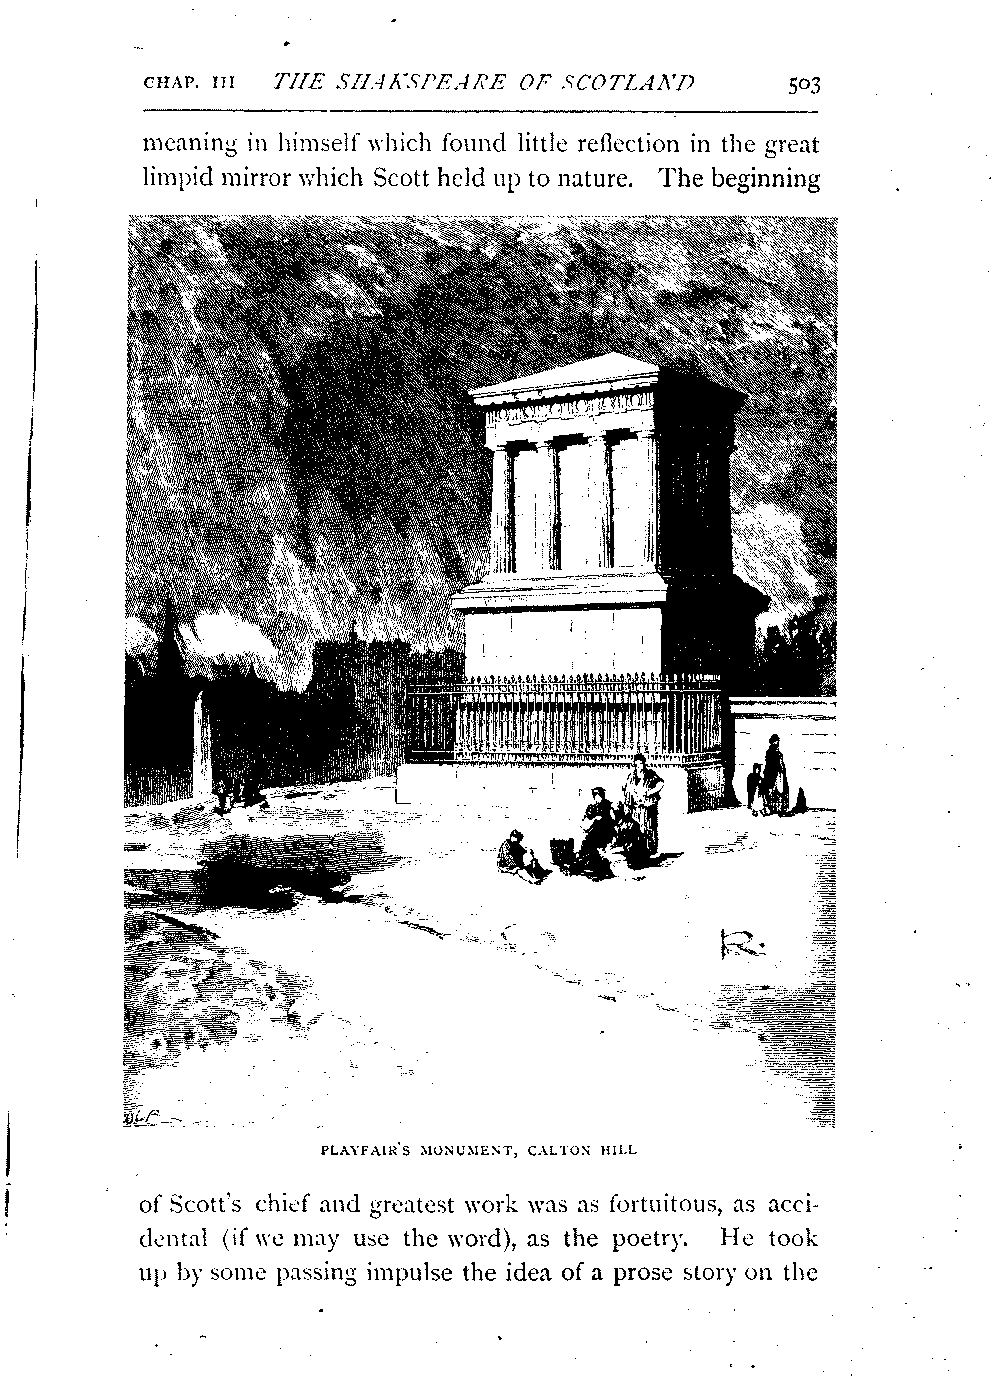 CHAP. III THE SHAKSPEARE OF SCOTLAND 503
meaning in himself which found little reflection in the great
limpid mirror which Scott held up to nature. The beginning
R.
PLAYFAIR'S MONUMENT, CALTON HILL
of Scott's chief and greatest work was as fortuitous, as acci-
dental (if we may use the word), as the poetry. He took
up by some passing impulse the idea of a prose story on the